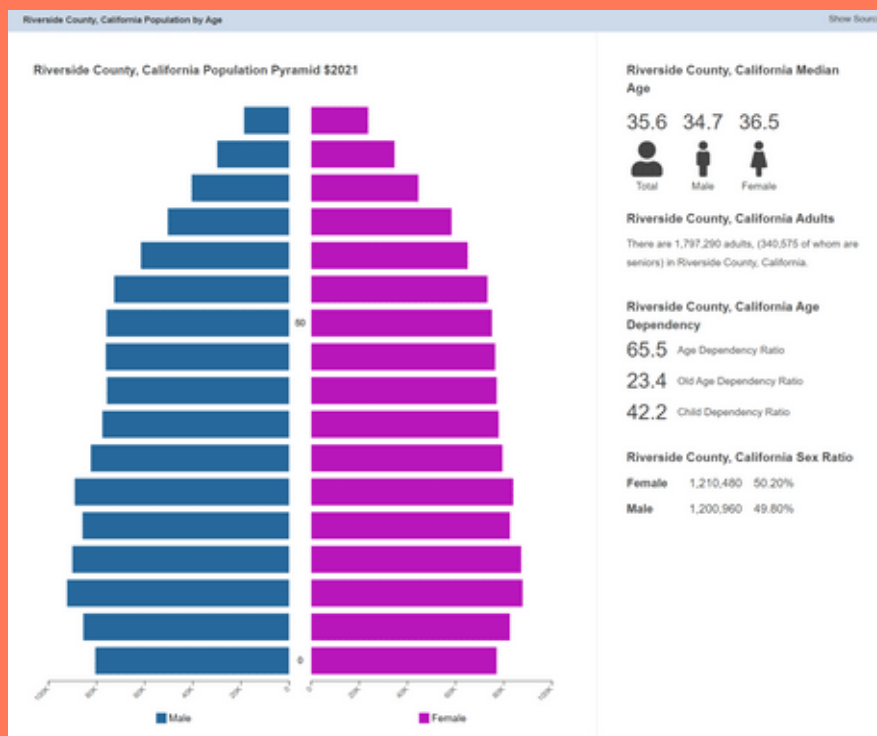 Riverside County, California Population by Age
Show Sourc
Riverside County, California Population Pyramid $2021
50
0
100K 80K 60K 40K 20K 0
0 20K 40K 60K 80K 100K
Male
Female
Riverside County, California Median
Age
35.6 34.7 36.5
Total Male Female
Riverside County, California Adults
There are 1,797,290 adults, (340,575 of whom are
seniors) in Riverside County, California.
Riverside County, California Age
Dependency
65.5 Age Dependency Ratio
23.4 Old Age Dependency Ratio
42.2 Child Dependency Ratio
Riverside County, California Sex Ratio
Female 1,210,480 50.20%
Male 1,200,960 49.80%